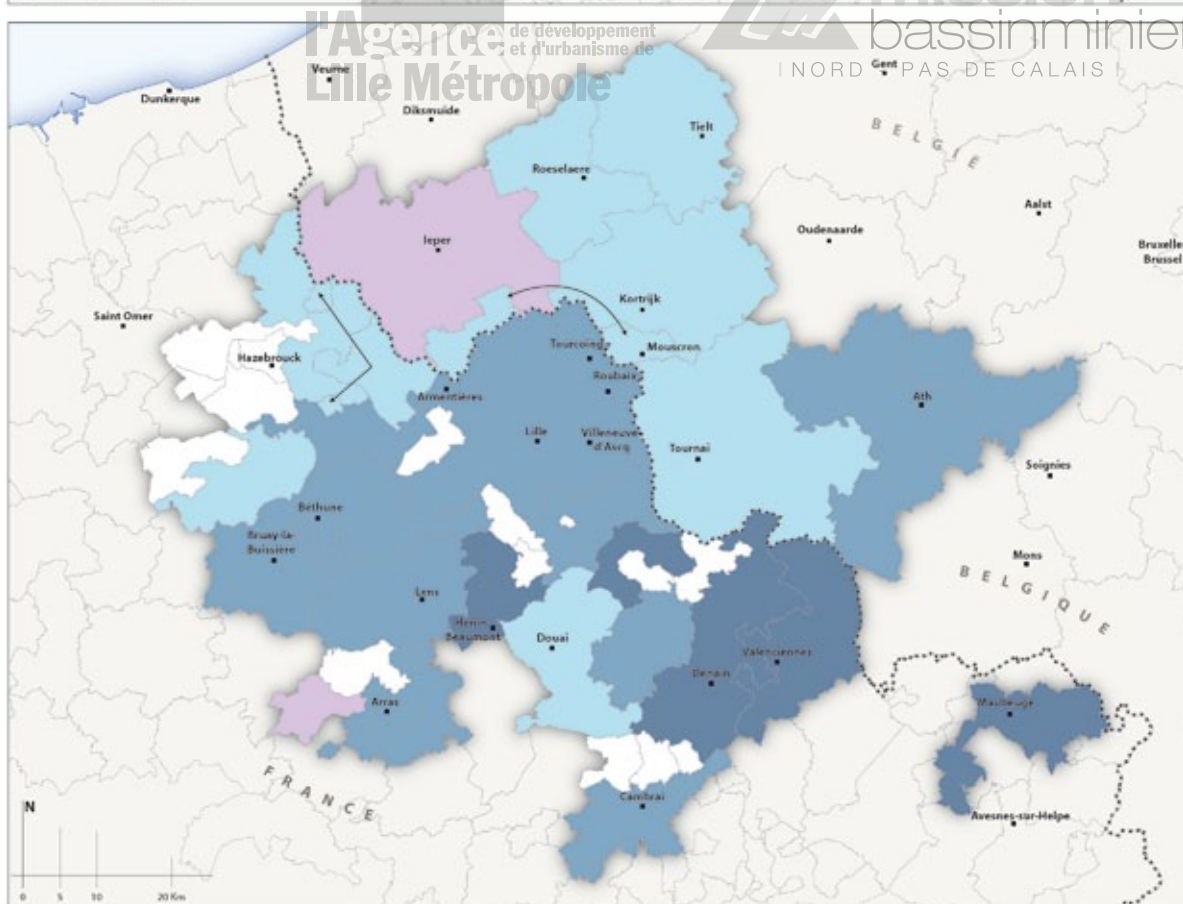 l'Agence de développement
et d'urbanisme de
Lille Métropole
bassinminier
NORD PAS DE CALAIS
Veurne
Gent
Dunkerque
Diksmuide
Tielt
BELGIË
Roeselaere
Aalst
Oudenaarde
Ieper
Bruxelles
Brussel
Kortrijk
Saint Omer
Tourcoing
Mouscron
Hazebrouck
Roubaix
Armentières
Ath
Lille
Villeneuve
d'Ascq
Tournai
Soignies
Béthune
Bruay-la-
Buissière
Mons
BELGIQUE
Lens
Hénin
Beaumont
Douai
Valenciennes
Denain
Arras
Maubeuge
FRANCE
Cambrai
N
Avesnes-sur-Helpe
0 5 10 20 Km